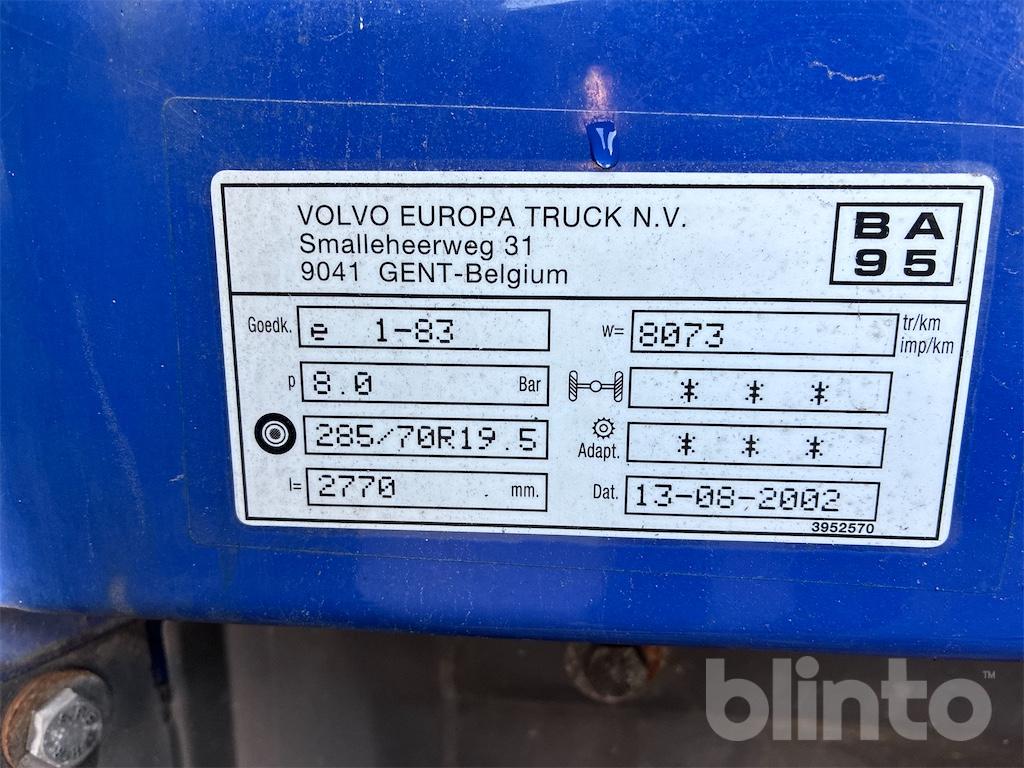 VOLVO EUROPA TRUCK N.V.
Smalleheerweg 31
9041 GENT-Belgium
BA
95
Goedk. e 1-83
w= 8073 tr/km
imp/km
p 8.0 Bar
* * *
285/70R19.5
Adapt. * * *
l= 2770 mm.
Dat. 13-08-2002
3952570
blinto™